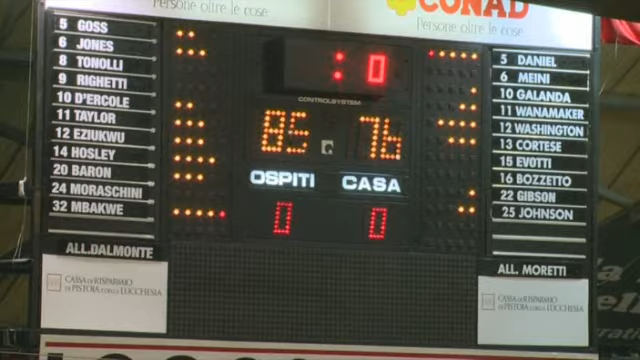 Persone oltre le cose
CONAD
Persone oltre le cose
5 GOSS
6 JONES
8 TONOLLI
9 RIGHETTI
10 D'ERCOLE
11 TAYLOR
12 EZIUKWU
14 HOSLEY
20 BARON
24 MORASCHINI
32 MBAKWE
ALL.DALMONTE
CASSA DI RISPARMIO
DI PISTOIA E DELLA LUCCHESIA
: 0
CONTROLSYSTEM
85 76
OSPITI CASA
0 0
5 DANIEL
6 MEINI
10 GALANDA
11 WANAMAKER
12 WASHINGTON
13 CORTESE
15 EVOTTI
16 BOZZETTO
22 GIBSON
25 JOHNSON
ALL. MORETTI
CASSA DI RISPARMIO
DI PISTOIA E DELLA LUCCHESIA